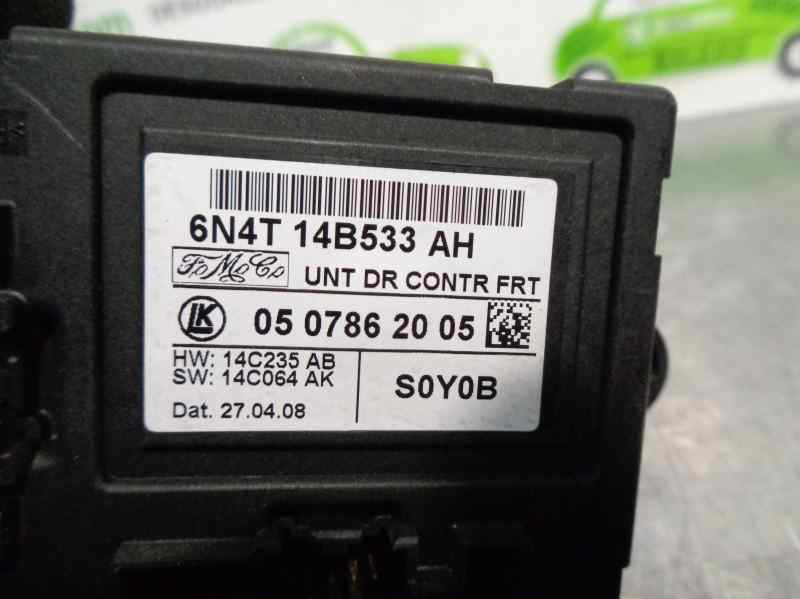 6N4T 14B533 AH
FoMoCo UNT DR CONTR FRT
LK 05 0786 20 05
HW: 14C235 AB
SW: 14C064 AK
S0Y0B
Dat. 27.04.08